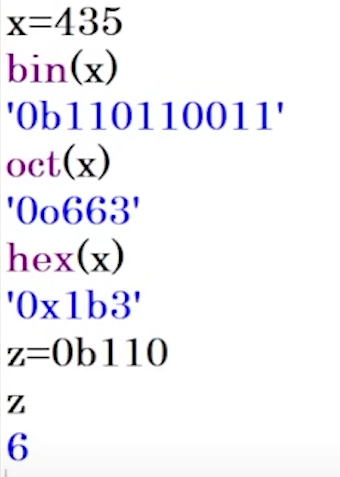 x=435
bin(x)
'0b110110011'
oct(x)
'0o663'
hex(x)
'0x1b3'
z=0b110
z
6